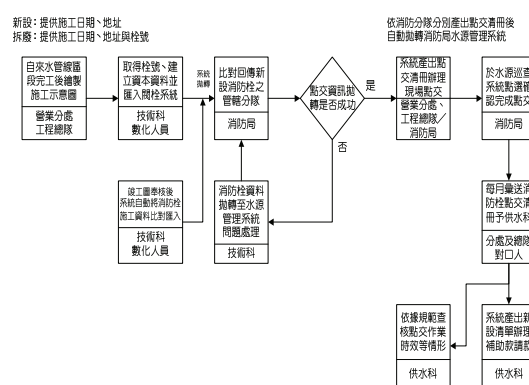 新設：提供施工日期、地址
拆廢：提供施工日期、地址與栓號
依消防分隊分別產出點交清冊後
自動拋轉消防局水源管理系統
自來水管線區
段完工後繪製
施工示意圖
營業分處
工程總隊
取得栓號、建
立資本資料並
匯入閥栓系統
技術科
數化人員
系統
拋轉
比對回傳新
設消防栓之
管轄分隊
消防局
點交資訊拋
轉是否成功
是
否
系統產出點
交清冊辦理
現場點交
營業分處、
工程總隊／
消防局
於水源巡查
系統點選確
認完成點交
消防局
竣工圖奉核後
系統自動將消防栓
施工資料比對匯入
技術科
數化人員
消防栓資料
拋轉至水源
管理系統
問題處理
技術科
每月彙送消
防栓點交清
冊予供水科
分處及總隊
對口人
依據規範查
核點交作業
時效等情形
供水科
系統產出新
設清單辦理
補助款請款
供水科